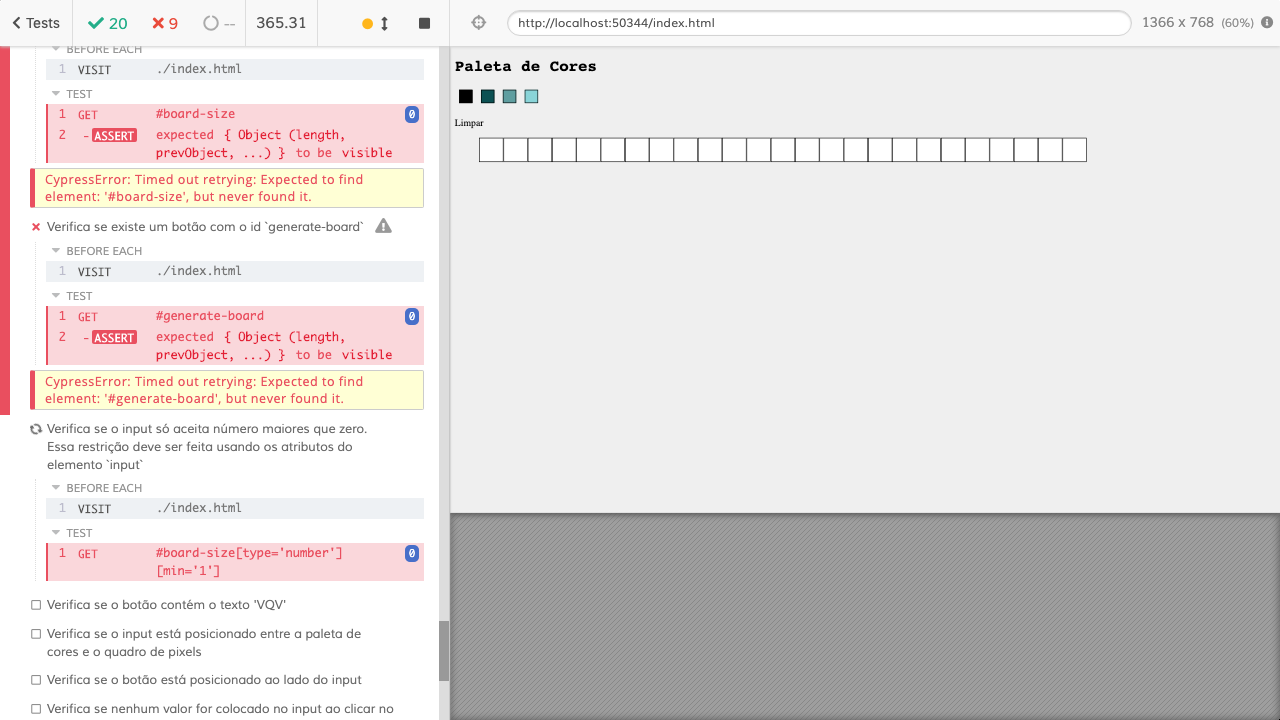 Tests
20
9
--
365.31
http://localhost:50344/index.html
1366 x 768 (60%)
BEFORE EACH
1 VISIT ./index.html
TEST
1 GET #board-size 0
2 -ASSERT expected { Object (length,
prevObject, ...) } to be visible
CypressError: Timed out retrying: Expected to find
element: '#board-size', but never found it.
Verifica se existe um botão com o id `generate-board`
BEFORE EACH
1 VISIT ./index.html
TEST
1 GET #generate-board 0
2 -ASSERT expected { Object (length,
prevObject, ...) } to be visible
CypressError: Timed out retrying: Expected to find
element: '#generate-board', but never found it.
Verifica se o input só aceita número maiores que zero.
Essa restrição deve ser feita usando os atributos do
elemento `input`
BEFORE EACH
1 VISIT ./index.html
TEST
1 GET #board-size[type='number'] 0
[min='1']
Verifica se o botão contém o texto 'VQV'
Verifica se o input está posicionado entre a paleta de
cores e o quadro de pixels
Verifica se o botão está posicionado ao lado do input
Verifica se nenhum valor for colocado no input ao clicar no
Paleta de Cores
Limpar